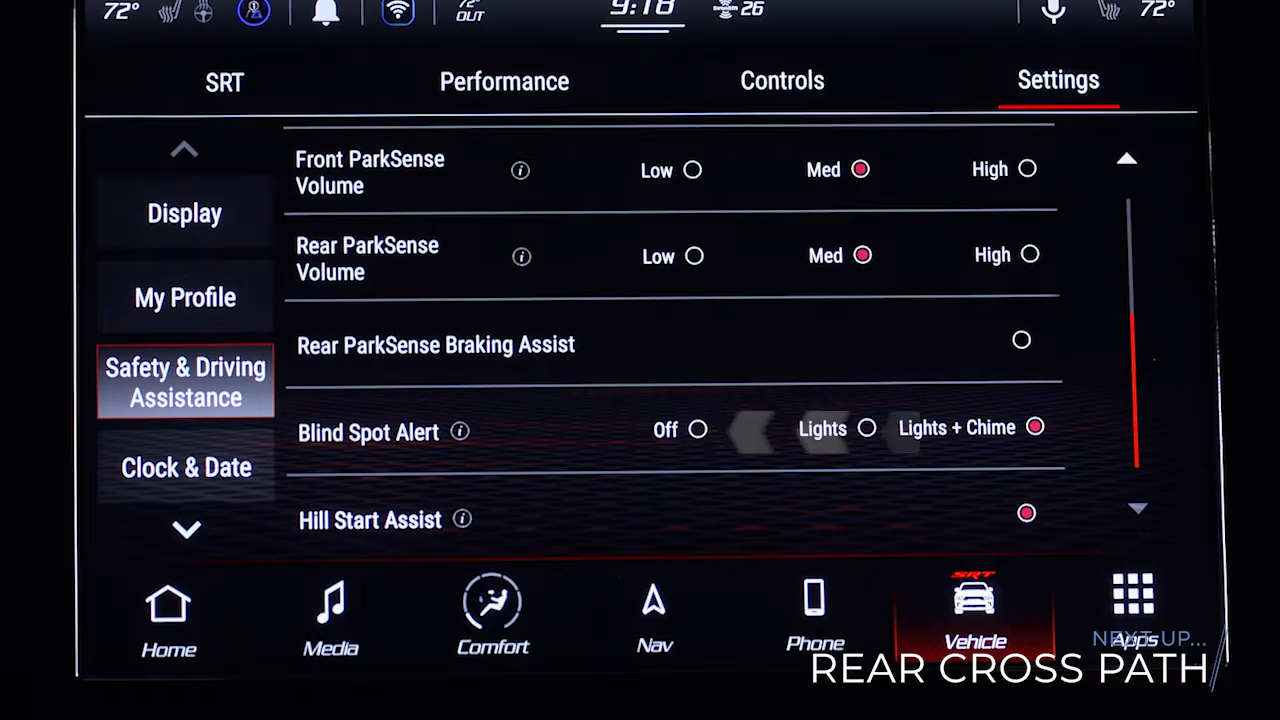 72°
72°
OUT
9:18
SiriusXM 26
72°
SRT
Performance
Controls
Settings
Front ParkSense
Volume
Low
Med
High
Display
Rear ParkSense
Volume
Low
Med
High
My Profile
Rear ParkSense Braking Assist
Safety & Driving
Assistance
Blind Spot Alert
Off
Lights
Lights + Chime
Clock & Date
Hill Start Assist
SRT
Home
Media
Comfort
Nav
Phone
Vehicle
Apps
NEXT UP...
REAR CROSS PATH